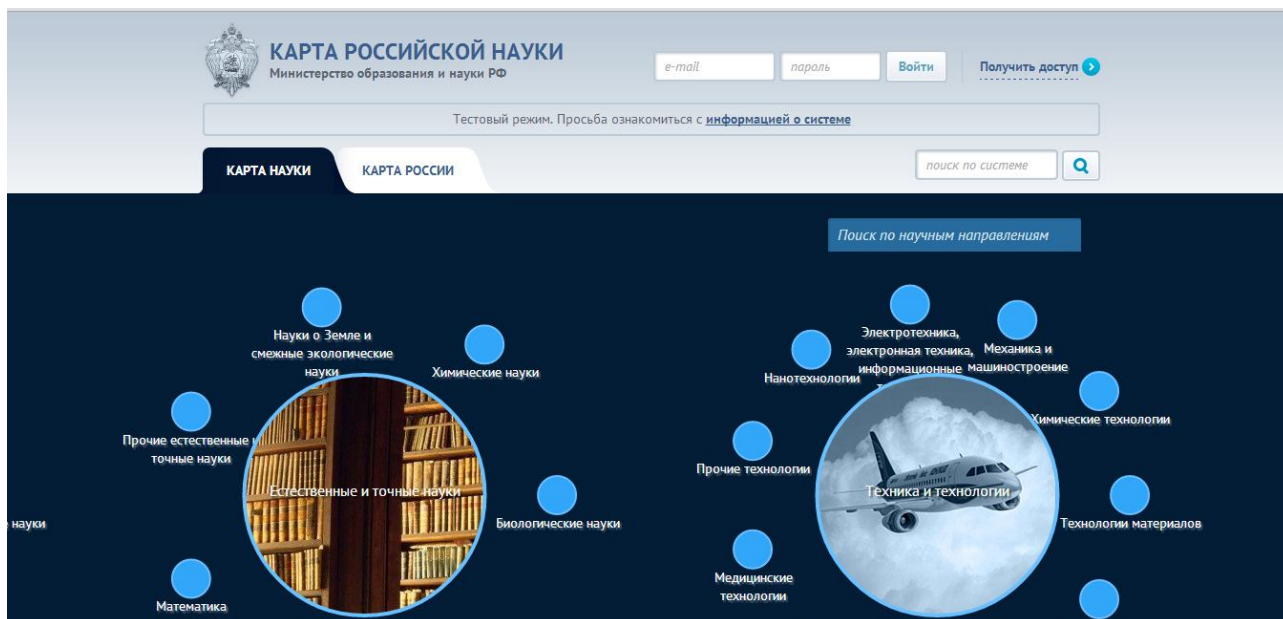 КАРТА РОССИЙСКОЙ НАУКИ
Министерство образования и науки РФ
e-mail
пароль
Войти
Получить доступ
Тестовый режим. Просьба ознакомиться с информацией о системе
КАРТА НАУКИ
КАРТА РОССИИ
поиск по системе
Поиск по научным направлениям
Науки о Земле и
смежные экологические
науки
Химические науки
Прочие естественные и
точные науки
Естественные и точные науки
Биологические науки
науки
Математика
Электротехника,
электронная техника,
информационные
Механика и
машиностроение
Нанотехнологии
Химические технологии
Прочие технологии
Техника и технологии
Технологии материалов
Медицинские
технологии